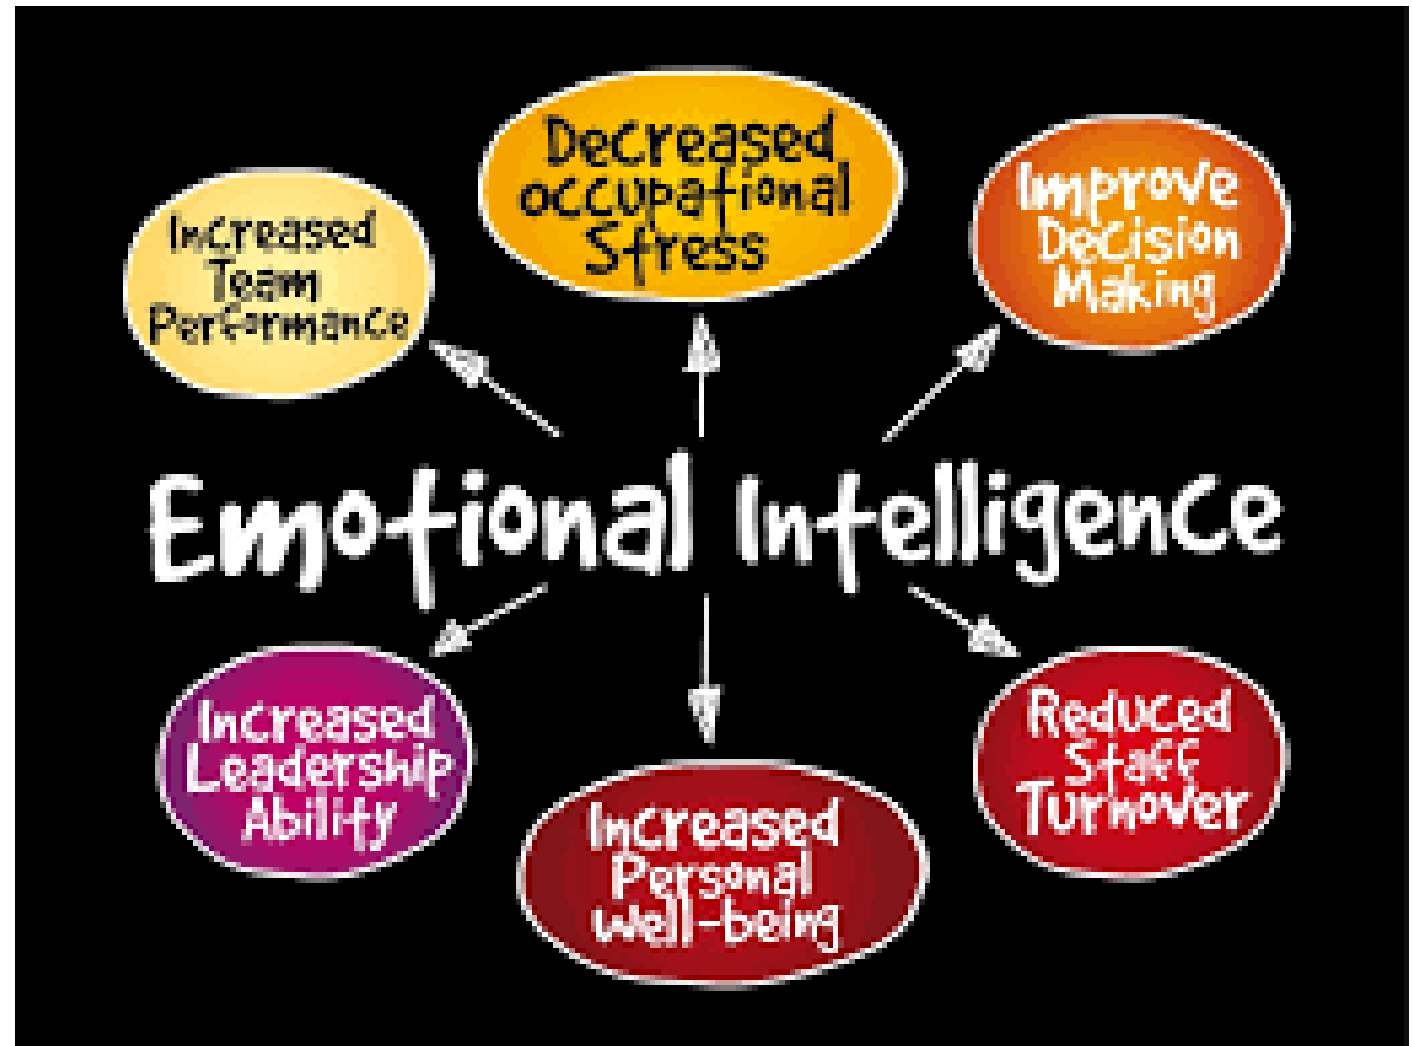 Increased
Team
Performance
Decreased
occupational
Stress
Improve
Decision
Making
Emotional Intelligence
Increased
Leadership
Ability
Increased
Personal
well-being
Reduced
Staff
Turnover